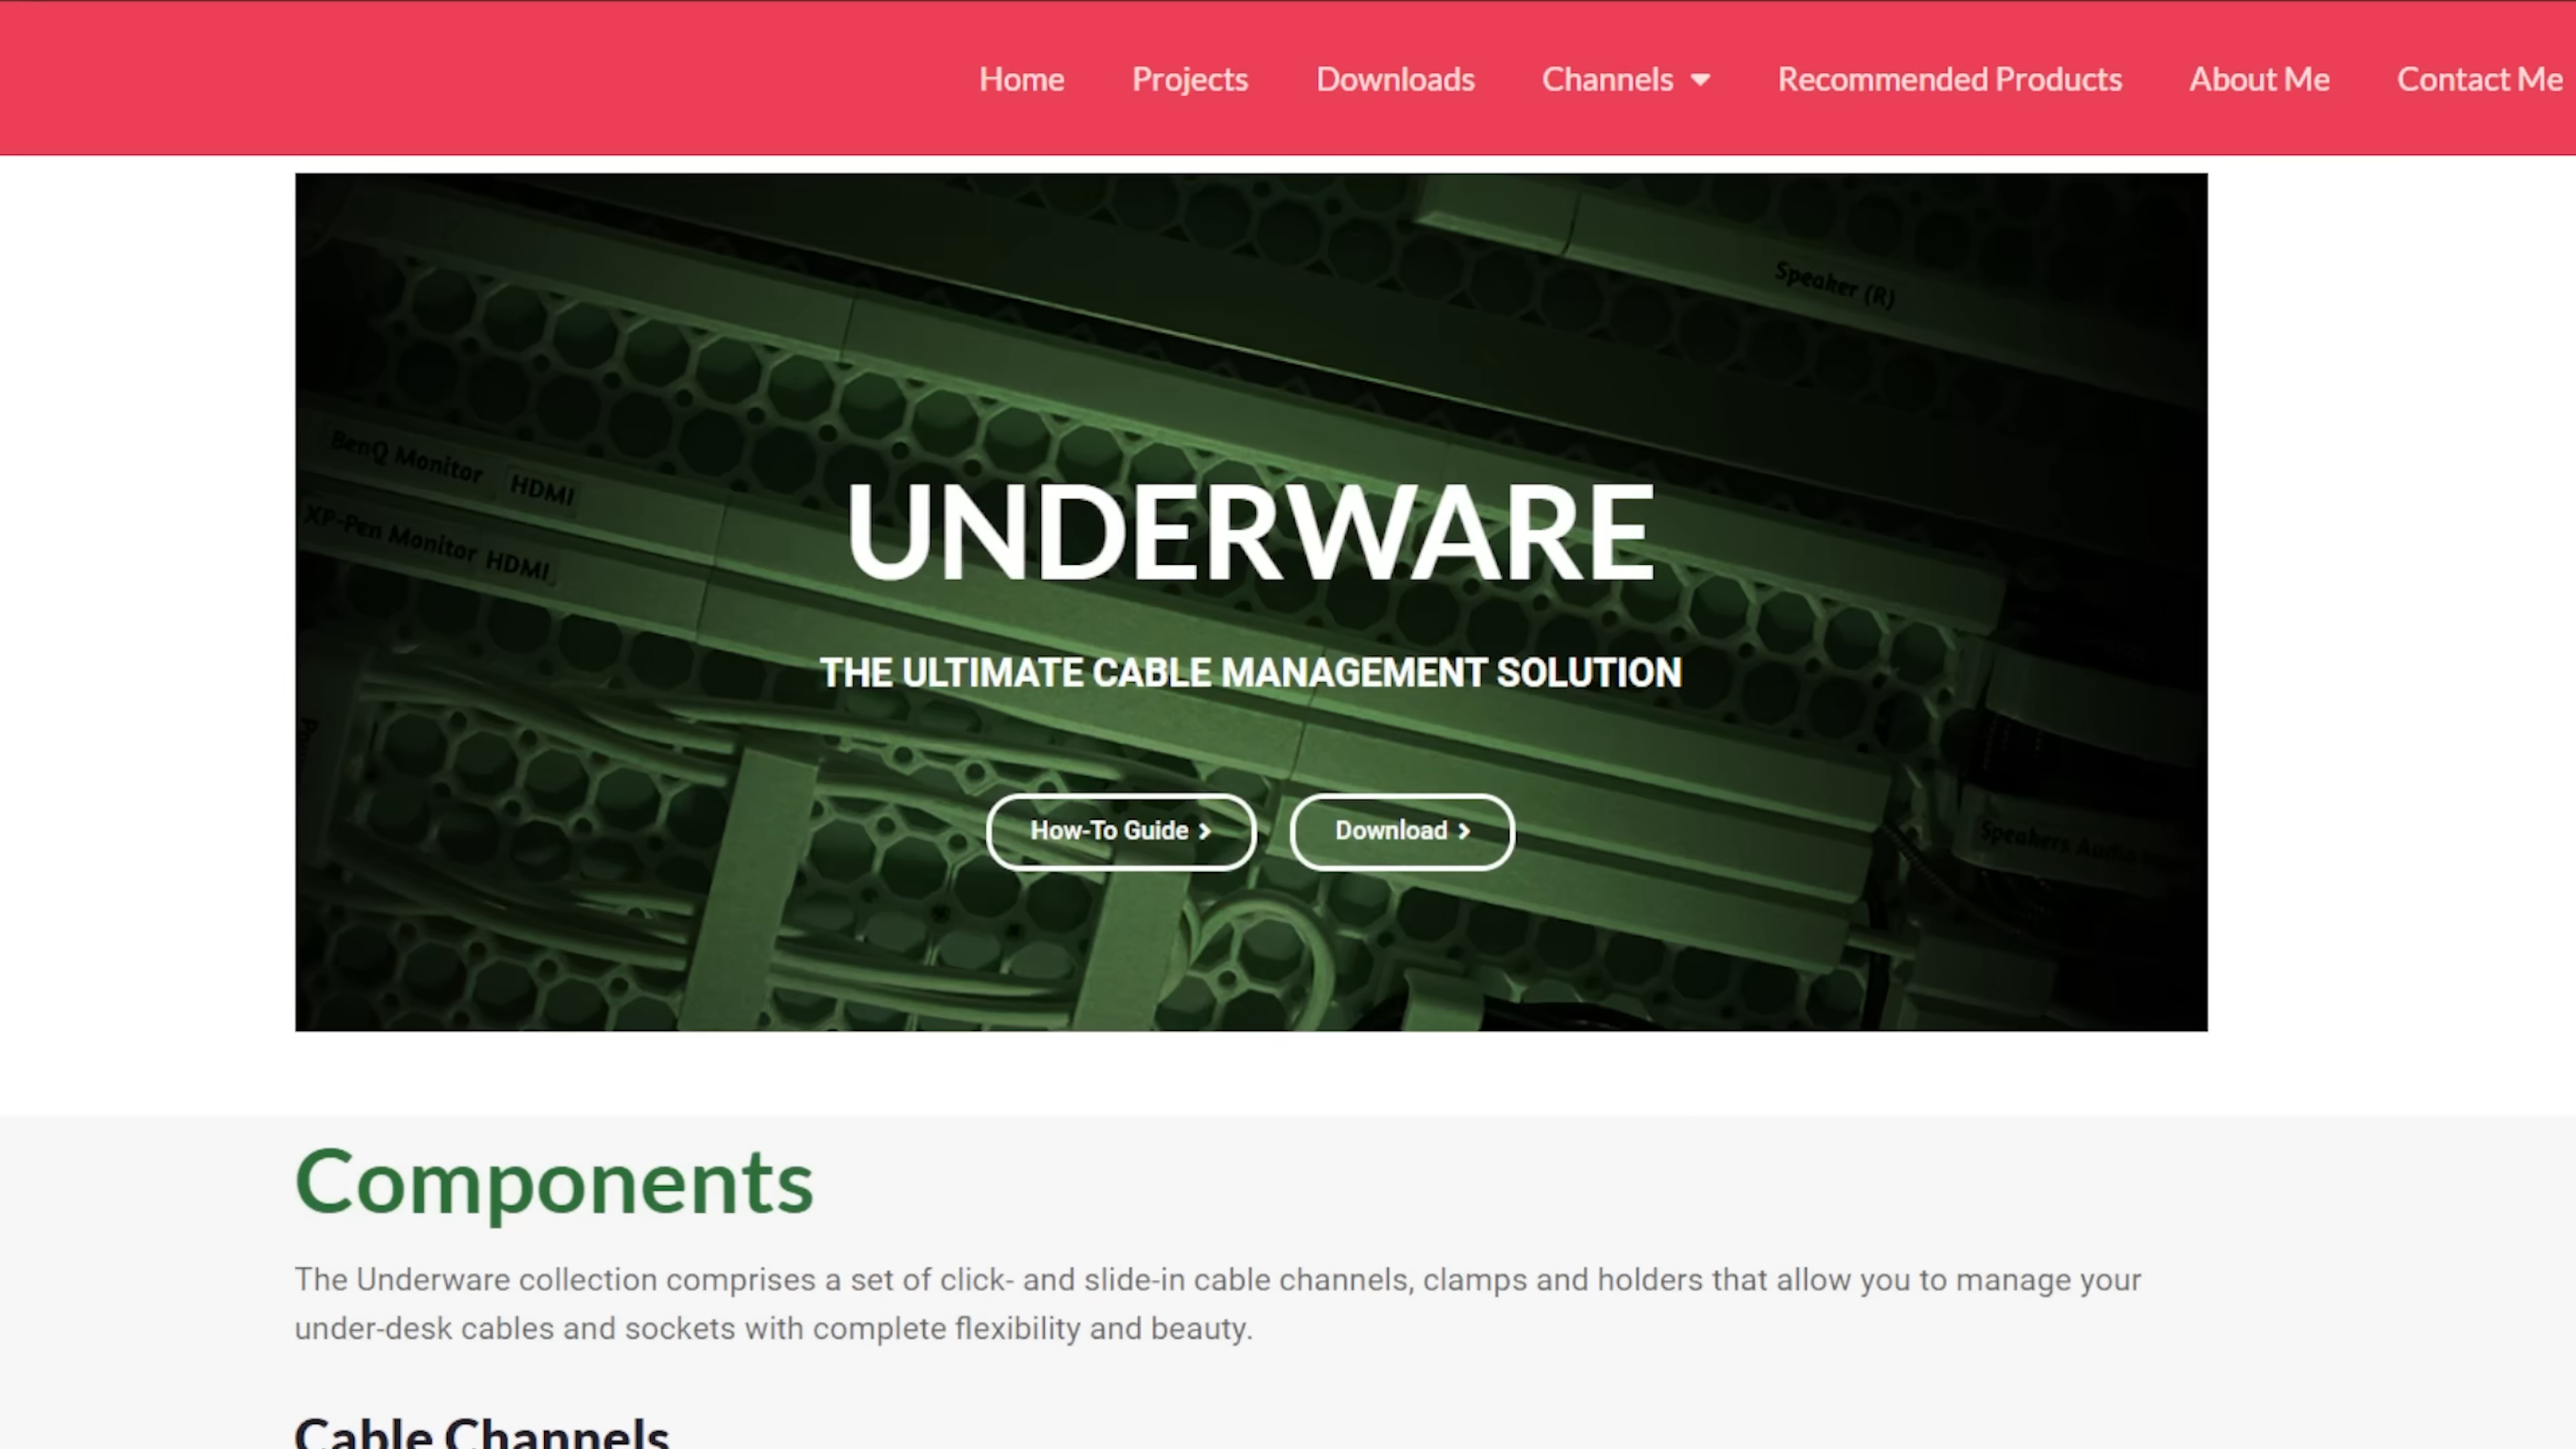 Home Projects Downloads Channels Recommended Products About Me Contact Me
Speaker (R)
BenQ Monitor HDMI
XP-Pen Monitor HDMI
UNDERWARE
THE ULTIMATE CABLE MANAGEMENT SOLUTION
How-To Guide Download
Speakers Audio
Components
The Underware collection comprises a set of click- and slide-in cable channels, clamps and holders that allow you to manage your
under-desk cables and sockets with complete flexibility and beauty.
Cable Channels